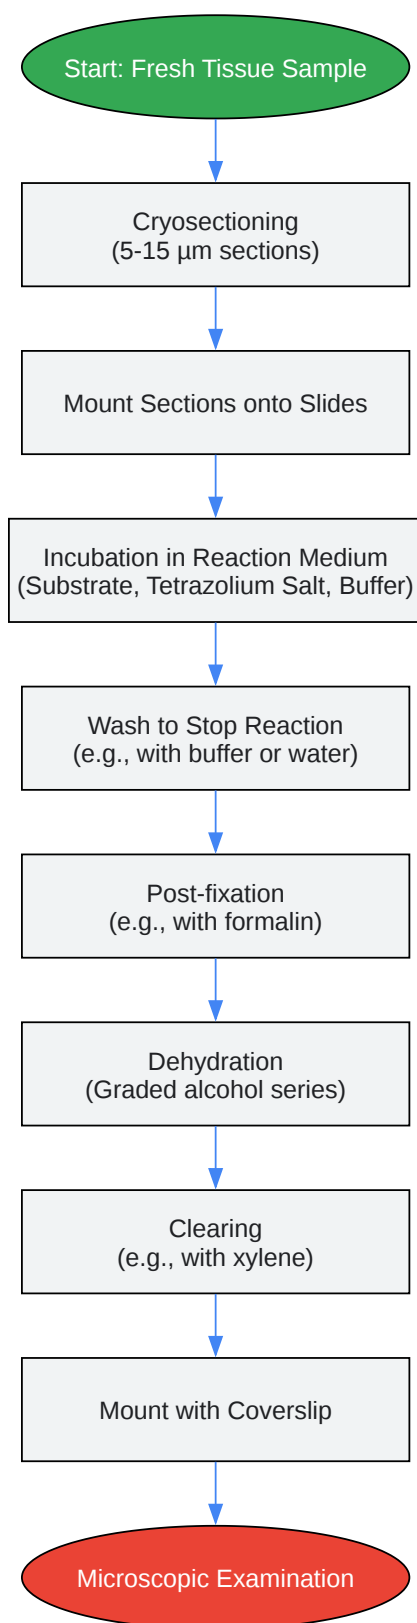 Start: Fresh Tissue Sample
Cryosectioning
(5-15 µm sections)
Mount Sections onto Slides
Incubation in Reaction Medium
(Substrate, Tetrazolium Salt, Buffer)
Wash to Stop Reaction
(e.g., with buffer or water)
Post-fixation
(e.g., with formalin)
Dehydration
(Graded alcohol series)
Clearing
(e.g., with xylene)
Mount with Coverslip
Microscopic Examination